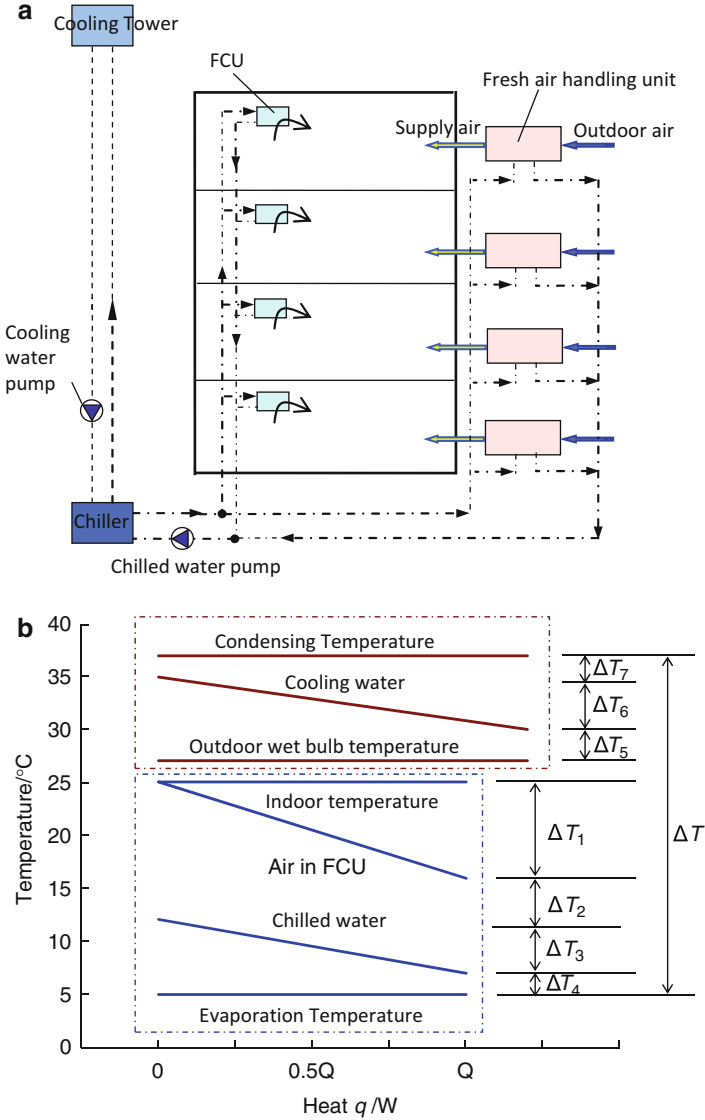 a
Cooling Tower
FCU
Fresh air handling unit
Supply air
Outdoor air
Cooling
water
pump
Chiller
Chilled water pump
b
40
35
30
25
20
15
10
5
0
Temperature/°C
Condensing Temperature
Cooling water
Outdoor wet bulb temperature
Indoor temperature
Air in FCU
Chilled water
Evaporation Temperature
ΔT₇
ΔT₆
ΔT₅
ΔT₁
ΔT
ΔT₂
ΔT₃
ΔT₄
0
0.5Q
Q
Heat q /W